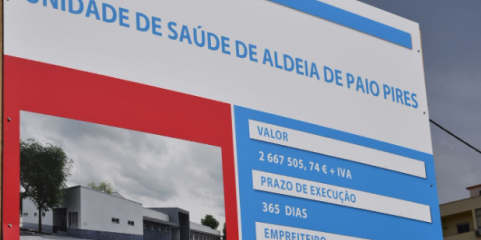 UNIDADE DE SAÚDE DE ALDEIA DE PAIO PIRES
VALOR
2 667 505, 74 € + IVA
PRAZO DE EXECUÇÃO
365 DIAS
EMPREITEIRO